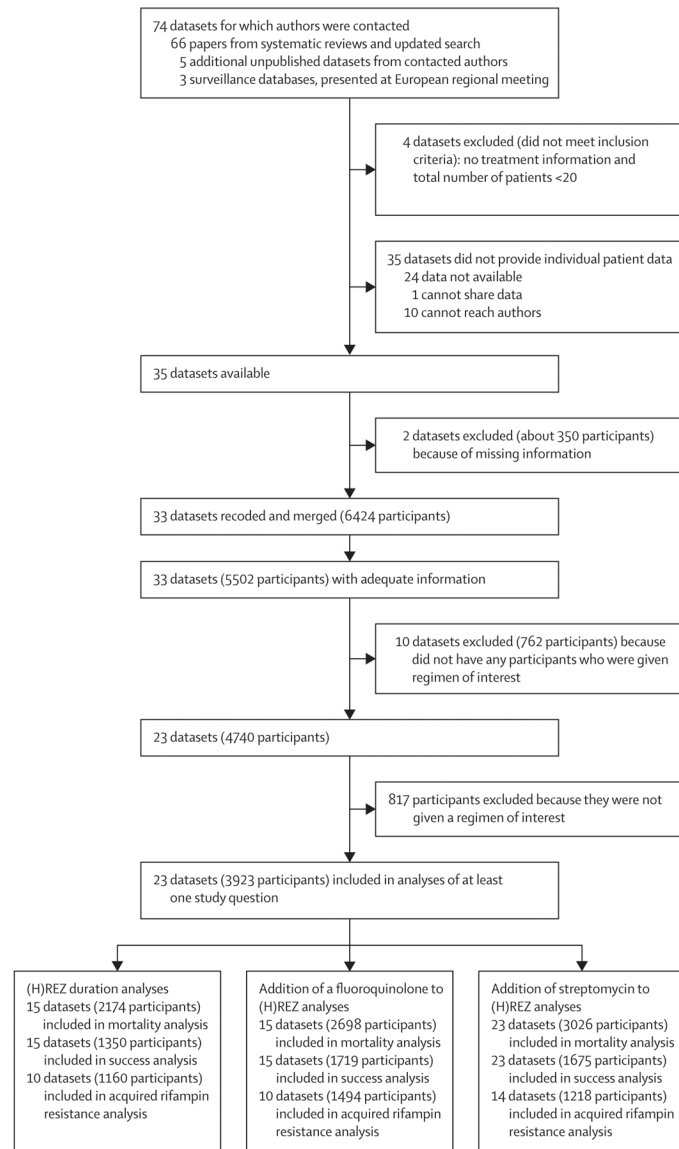 74 datasets for which authors were contacted
66 papers from systematic reviews and updated search
5 additional unpublished datasets from contacted authors
3 surveillance databases, presented at European regional meeting
4 datasets excluded (did not meet inclusion
criteria): no treatment information and
total number of patients <20
35 datasets did not provide individual patient data
24 data not available
1 cannot share data
10 cannot reach authors
35 datasets available
2 datasets excluded (about 350 participants)
because of missing information
33 datasets recoded and merged (6424 participants)
33 datasets (5502 participants) with adequate information
10 datasets excluded (762 participants) because
did not have any participants who were given
regimen of interest
23 datasets (4740 participants)
817 participants excluded because they were not
given a regimen of interest
23 datasets (3923 participants) included in analyses of at least
one study question
(H)REZ duration analyses
15 datasets (2174 participants)
included in mortality analysis
15 datasets (1350 participants)
included in success analysis
10 datasets (1160 participants)
included in acquired rifampin
resistance analysis
Addition of a fluoroquinolone to
(H)REZ analyses
15 datasets (2698 participants)
included in mortality analysis
15 datasets (1719 participants)
included in success analysis
10 datasets (1494 participants)
included in acquired rifampin
resistance analysis
Addition of streptomycin to
(H)REZ analyses
23 datasets (3026 participants)
included in mortality analysis
23 datasets (1675 participants)
included in success analysis
14 datasets (1218 participants)
included in acquired rifampin
resistance analysis